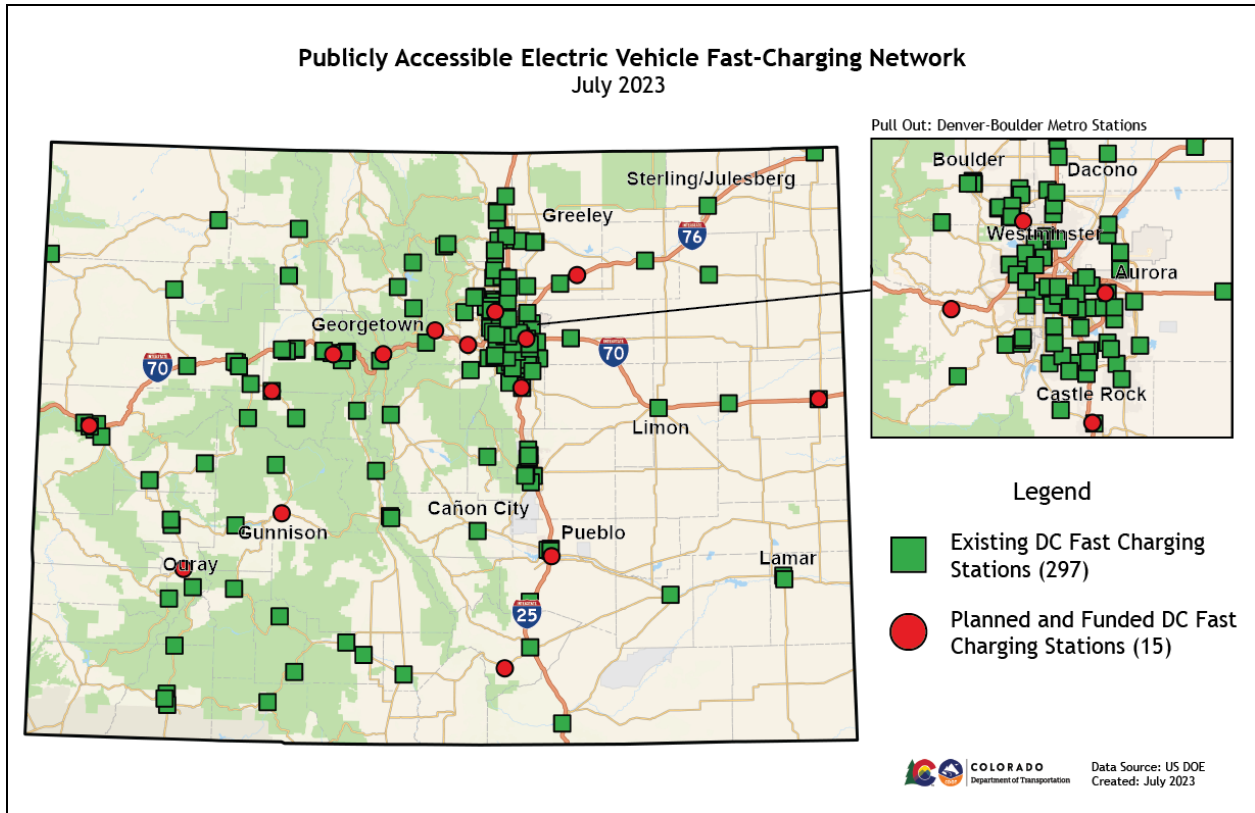 Publicly Accessible Electric Vehicle Fast-Charging Network
July 2023
Pull Out: Denver-Boulder Metro Stations
Boulder
Dacono
Westminster
Aurora
Castle Rock
Sterling/Julesberg
Greeley
76
Georgetown
70
70
Limon
Cañon City
Gunnison
Pueblo
Ouray
Lamar
25
Legend
Existing DC Fast Charging
Stations (297)
Planned and Funded DC Fast
Charging Stations (15)
COLORADO
Department of Transportation
Data Source: US DOE
Created: July 2023